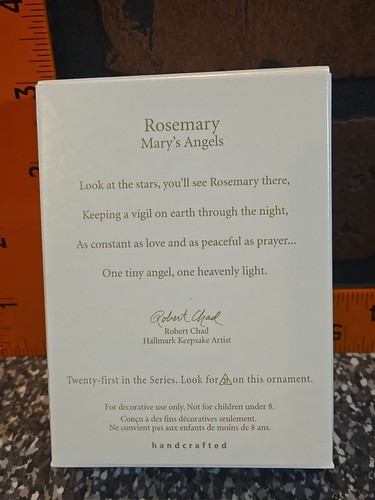 Rosemary
Mary's Angels
Look at the stars, you'll see Rosemary there,
Keeping a vigil on earth through the night,
As constant as love and as peaceful as prayer...
One tiny angel, one heavenly light.
Robert Chad
Robert Chad
Hallmark Keepsake Artist
Twenty-first in the Series. Look for on this ornament.
For decorative use only. Not for children under 8.
Conçu à des fins décoratives seulement.
Ne convient pas aux enfants de moins de 8 ans.
handcrafted